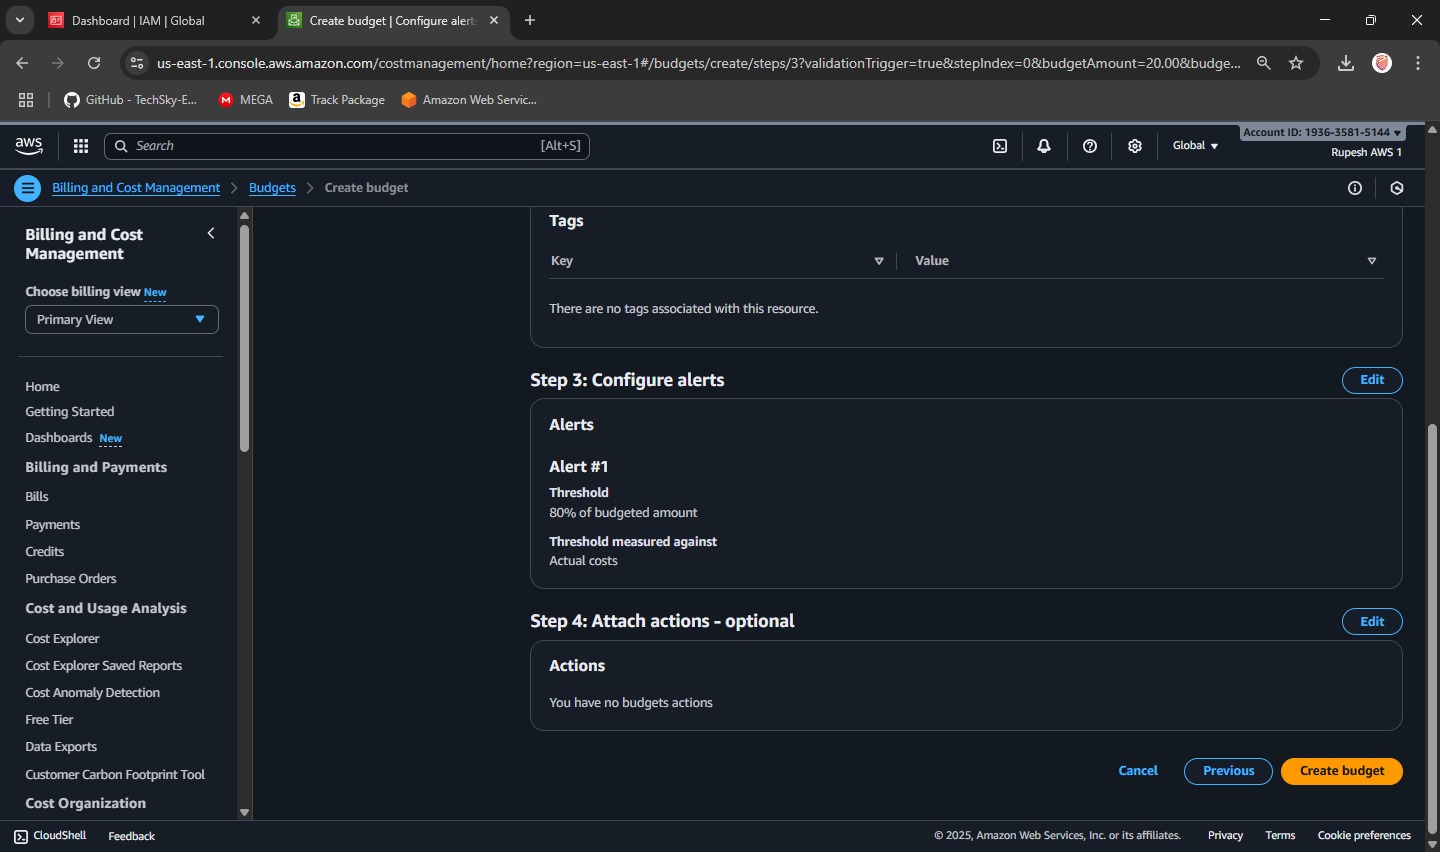 Dashboard | IAM | Global
Create budget | Configure alert
us-east-1.console.aws.amazon.com/costmanagement/home?region=us-east-1#/budgets/create/steps/3?validationTrigger=true&stepIndex=0&budgetAmount=20.00&budge...
GitHub - TechSky-E...
MEGA
Track Package
Amazon Web Servic...
aws
Search
[Alt+S]
Global
Account ID: 1936-3581-5144
Rupesh AWS 1
Billing and Cost Management
Budgets
Create budget
Billing and Cost
Management
Choose billing view New
Primary View
Home
Getting Started
Dashboards New
Billing and Payments
Bills
Payments
Credits
Purchase Orders
Cost and Usage Analysis
Cost Explorer
Cost Explorer Saved Reports
Cost Anomaly Detection
Free Tier
Data Exports
Customer Carbon Footprint Tool
Cost Organization
Tags
Key
Value
There are no tags associated with this resource.
Step 3: Configure alerts
Edit
Alerts
Alert #1
Threshold
80% of budgeted amount
Threshold measured against
Actual costs
Step 4: Attach actions - optional
Edit
Actions
You have no budgets actions
Cancel
Previous
Create budget
CloudShell
Feedback
© 2025, Amazon Web Services, Inc. or its affiliates.
Privacy
Terms
Cookie preferences